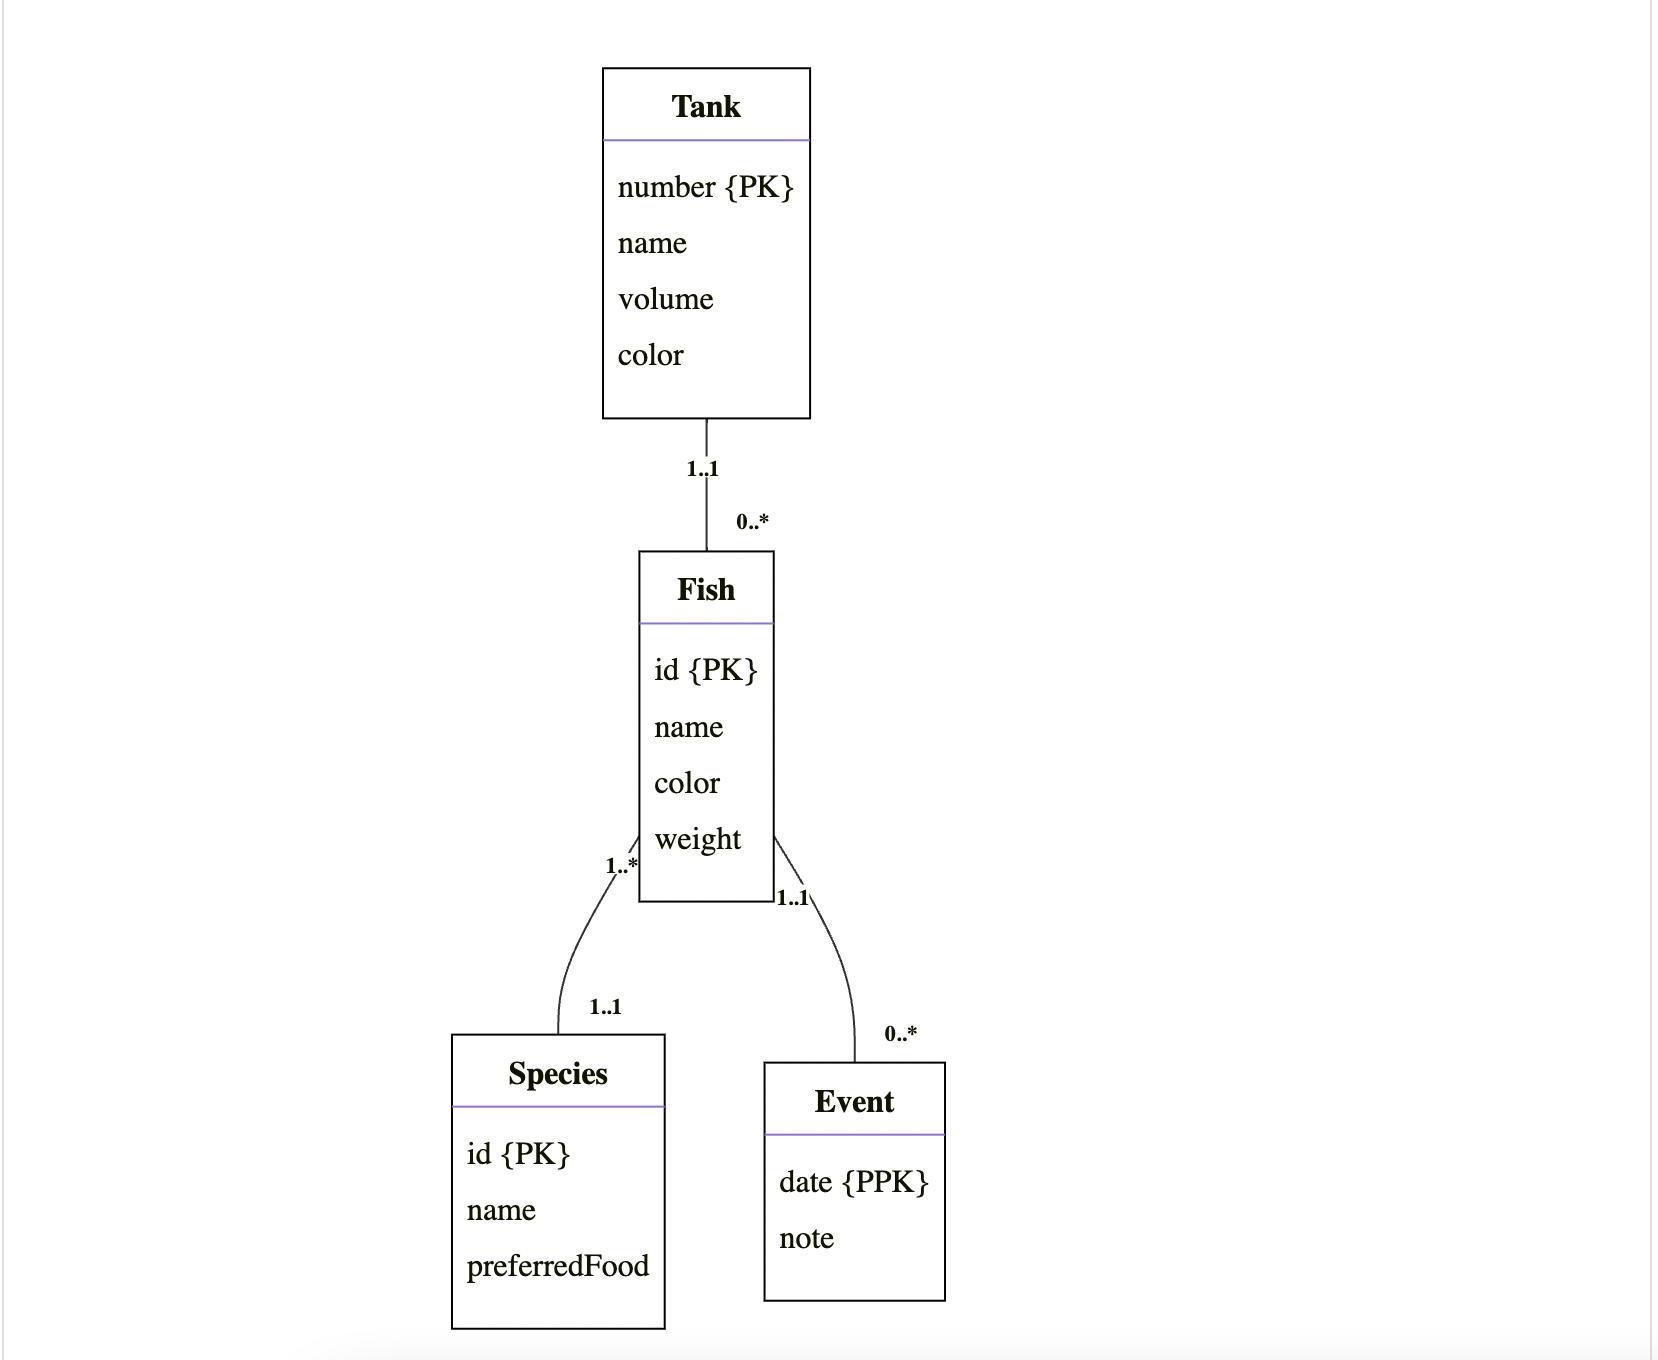 Tank
number {PK}
name
volume
color
1..1
0..*
Fish
id {PK}
name
color
weight
1..*
1..1
1..1
0..*
Species
id {PK}
name
preferredFood
Event
date {PPK}
note